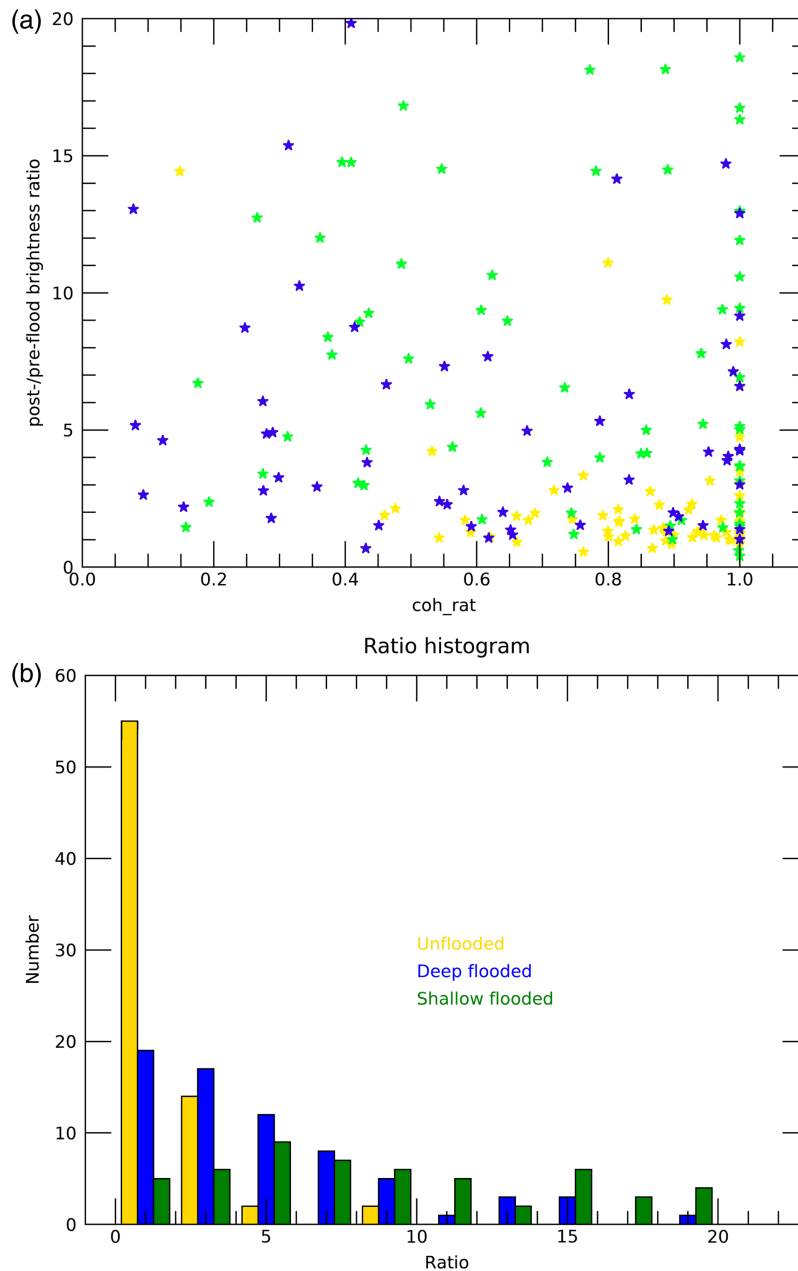 (a)
20
15
10
5
0
post-/pre-flood brightness ratio
0.0 0.2 0.4 0.6 0.8 1.0
coh_rat
Ratio histogram
(b)
60
50
40
30
20
10
0
Number
Unflooded
Deep flooded
Shallow flooded
0 5 10 15 20
Ratio